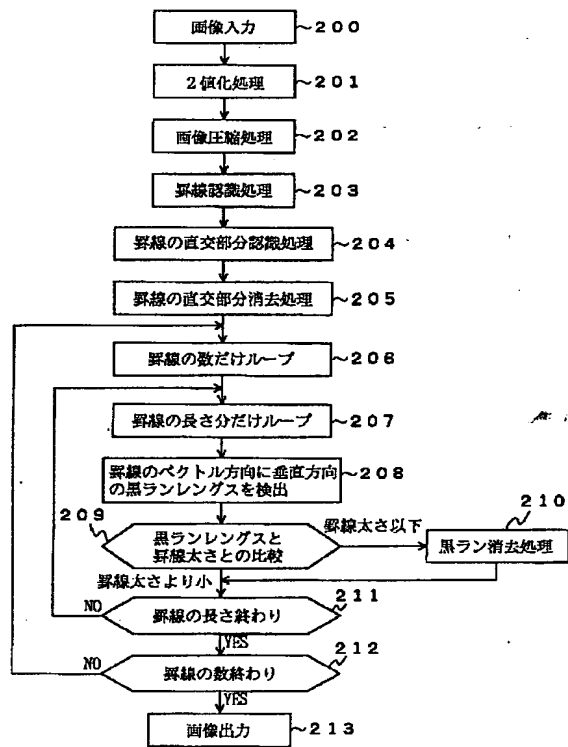 画像入力 200
2値化処理 201
画像圧縮処理 202
罫線認識処理 203
罫線の直交部分認識処理 204
罫線の直交部分消去処理 205
罫線の数だけループ 206
罫線の長さ分だけループ 207
罫線のベクトル方向に垂直方向
の黒ランレングスを検出 208
209
黒ランレングスと
罫線太さとの比較
罫線太さ以下
210
黒ラン消去処理
罫線太さより小
NO
罫線の長さ終わり 211
YES
NO
罫線の数終わり 212
YES
画像出力 213